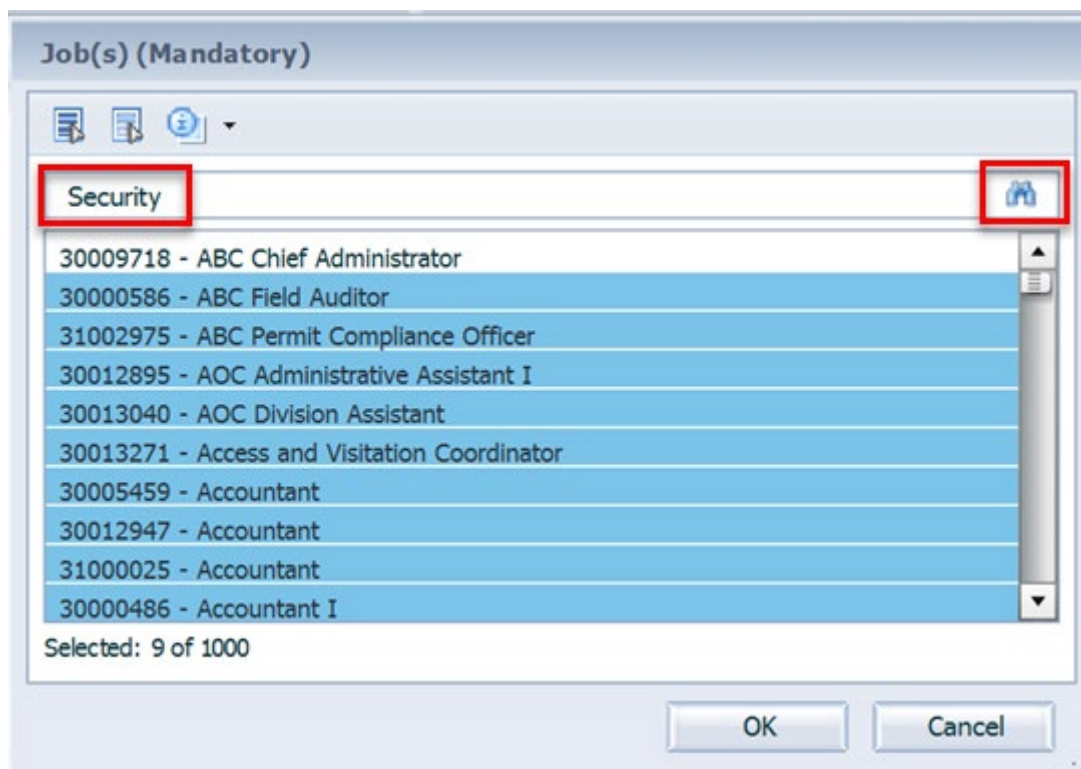 Job(s) (Mandatory)
Security
30009718 - ABC Chief Administrator
30000586 - ABC Field Auditor
31002975 - ABC Permit Compliance Officer
30012895 - AOC Administrative Assistant I
30013040 - AOC Division Assistant
30013271 - Access and Visitation Coordinator
30005459 - Accountant
30012947 - Accountant
31000025 - Accountant
30000486 - Accountant I
Selected: 9 of 1000
OK Cancel